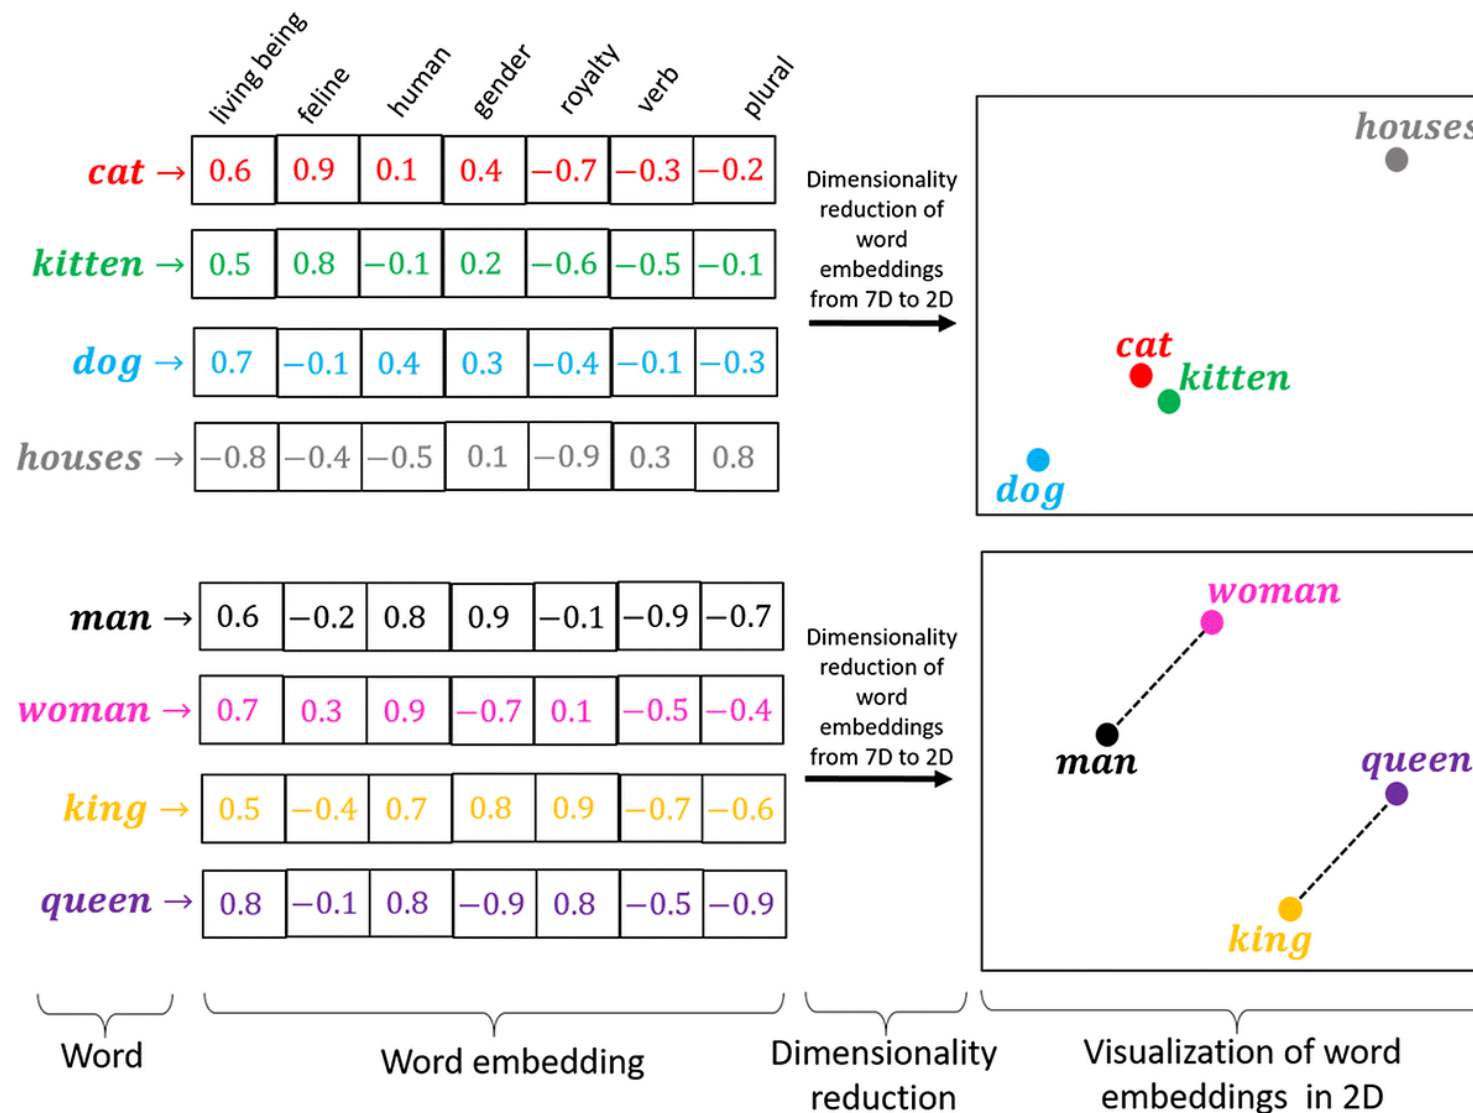 living being feline human gender royalty verb plural
cat → 0.6 0.9 0.1 0.4 −0.7 −0.3 −0.2
kitten → 0.5 0.8 −0.1 0.2 −0.6 −0.5 −0.1
dog → 0.7 −0.1 0.4 0.3 −0.4 −0.1 −0.3
houses → −0.8 −0.4 −0.5 0.1 −0.9 0.3 0.8
Dimensionality
reduction of
word
embeddings
from 7D to 2D
houses
cat
kitten
dog
man → 0.6 −0.2 0.8 0.9 −0.1 −0.9 −0.7
woman → 0.7 0.3 0.9 −0.7 0.1 −0.5 −0.4
king → 0.5 −0.4 0.7 0.8 0.9 −0.7 −0.6
queen → 0.8 −0.1 0.8 −0.9 0.8 −0.5 −0.9
Dimensionality
reduction of
word
embeddings
from 7D to 2D
woman
man
queen
king
Word
Word embedding
Dimensionality
reduction
Visualization of word
embeddings in 2D